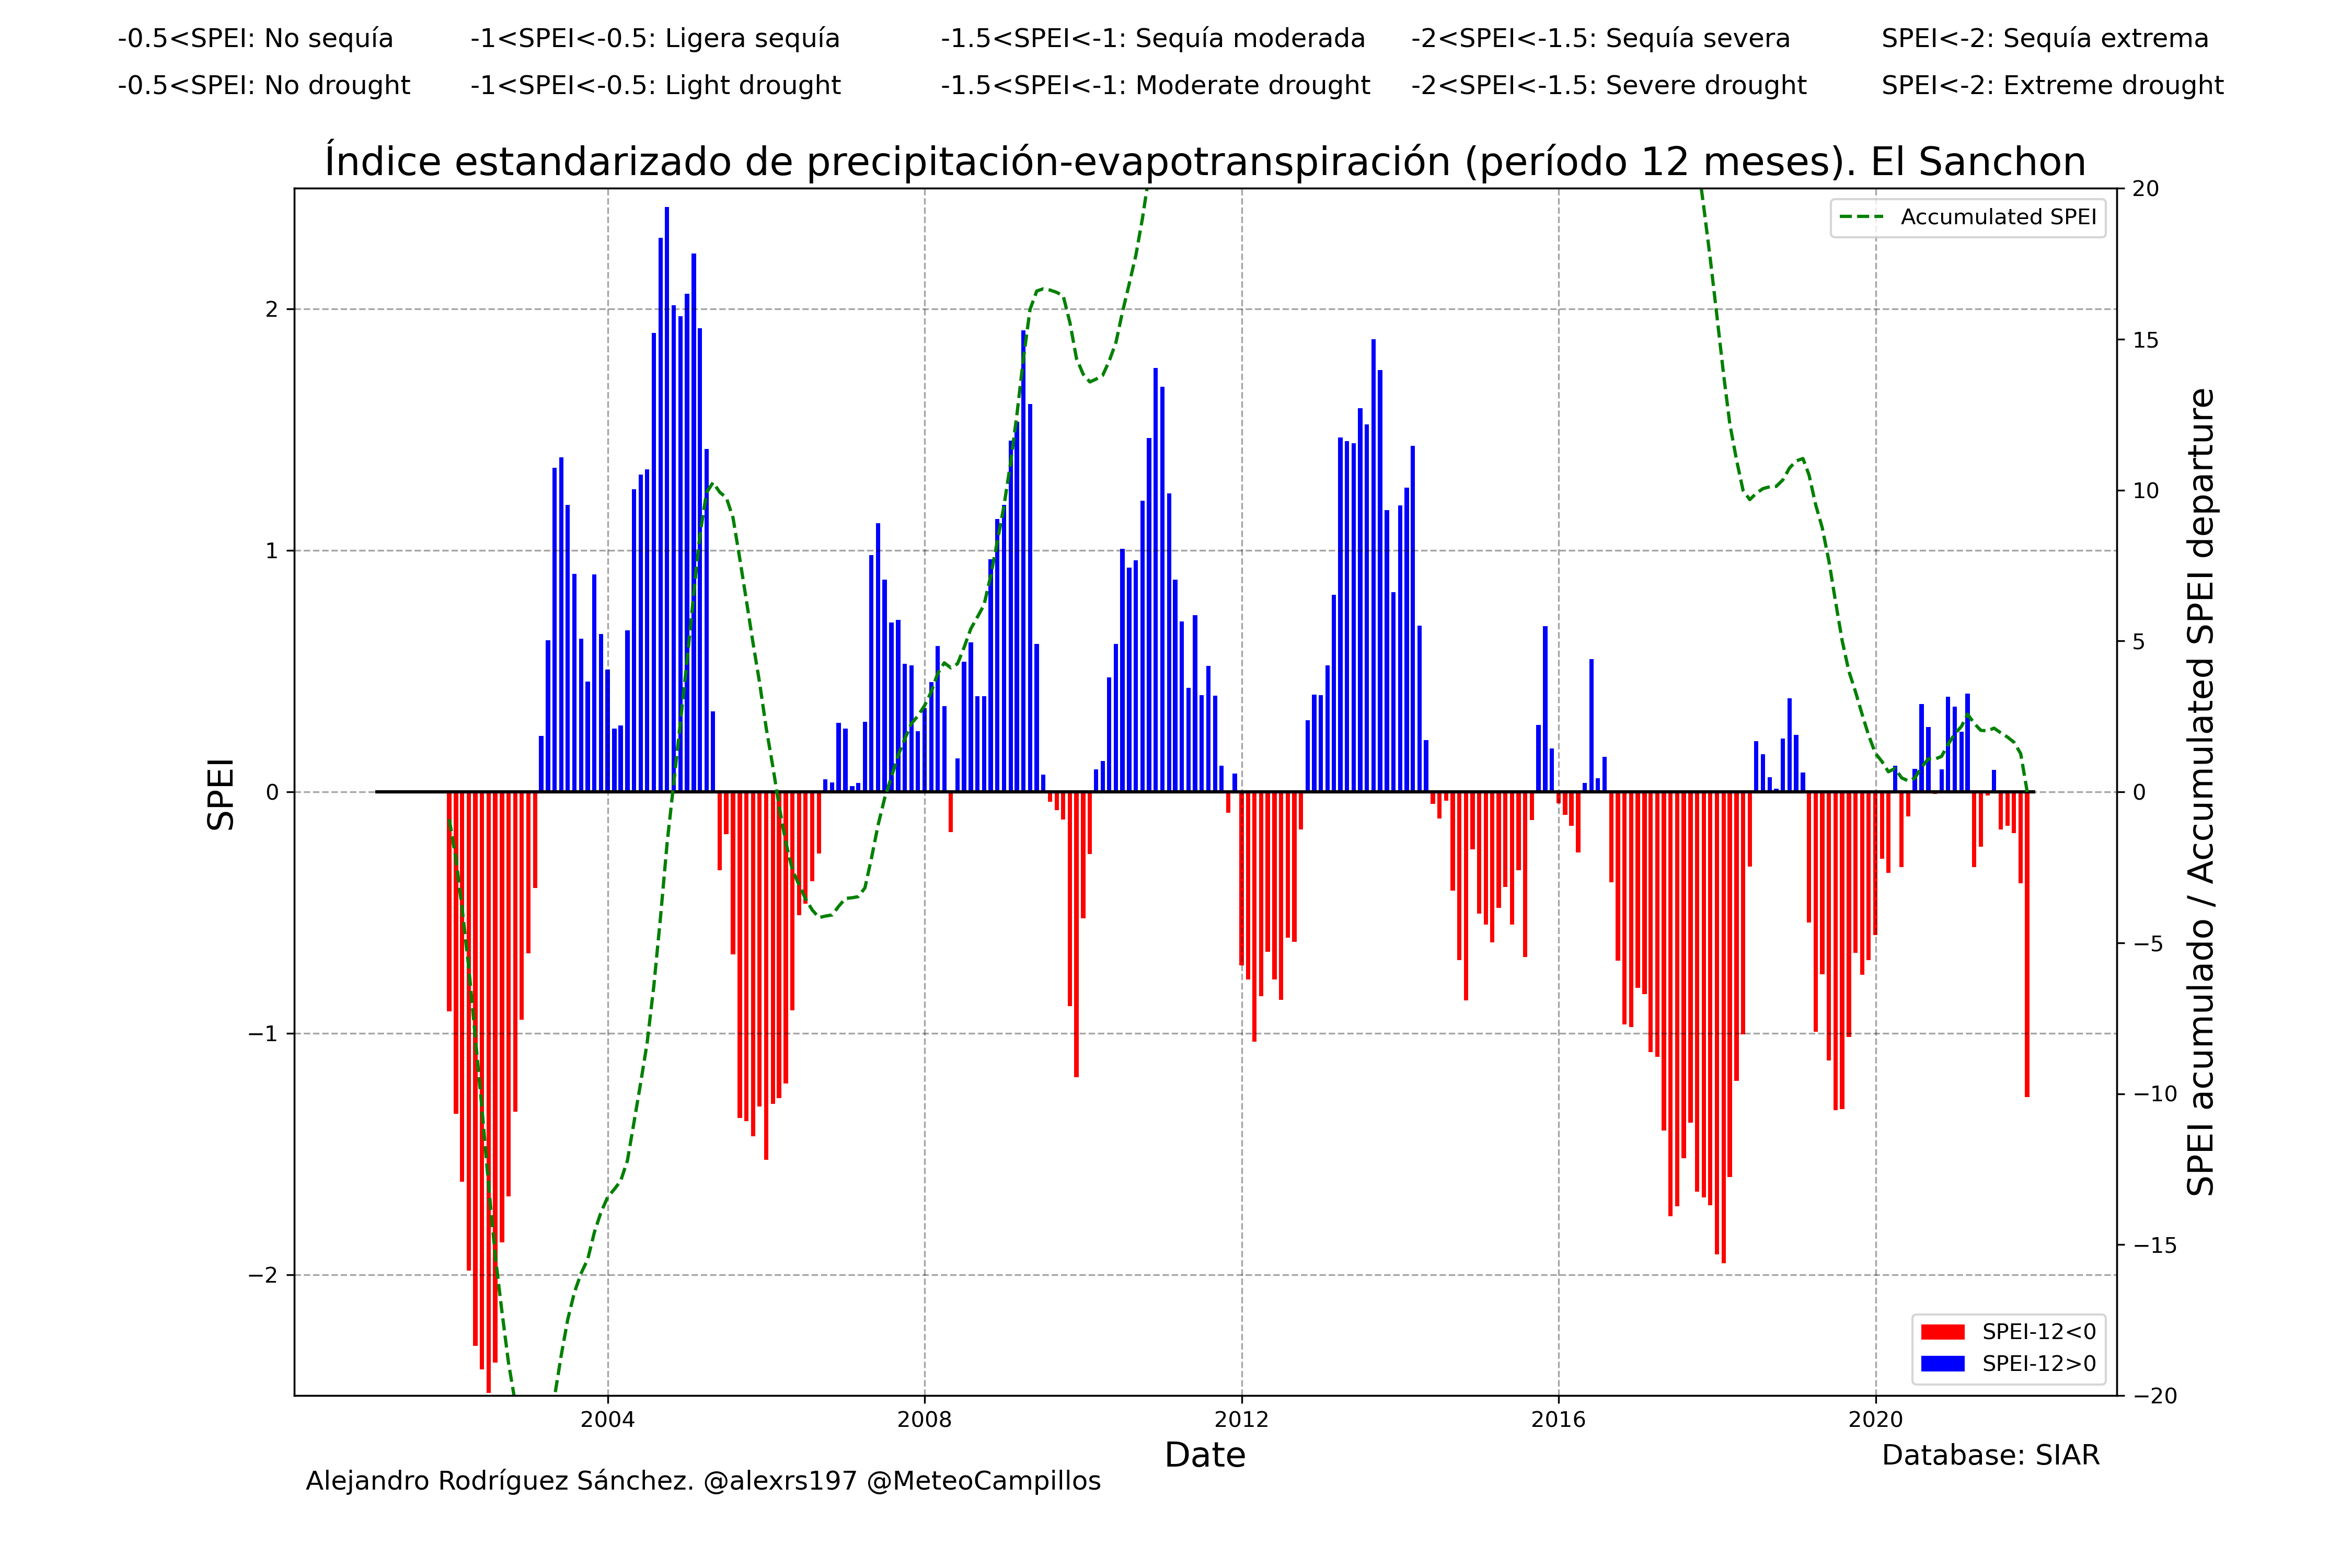 -0.5<SPEI: No sequía -1<SPEI<-0.5: Ligera sequía -1.5<SPEI<-1: Sequía moderada -2<SPEI<-1.5: Sequía severa SPEI<-2: Sequía extrema
-0.5<SPEI: No drought -1<SPEI<-0.5: Light drought -1.5<SPEI<-1: Moderate drought -2<SPEI<-1.5: Severe drought SPEI<-2: Extreme drought
Índice estandarizado de precipitación-evapotranspiración (período 12 meses). El Sanchon
Accumulated SPEI
SPEI
2
1
0
−1
−2
20
15
10
5
0
−5
−10
−15
−20
SPEI acumulado / Accumulated SPEI departure
SPEI-12<0
SPEI-12>0
2004 2008 2012 2016 2020
Date
Database: SIAR
Alejandro Rodríguez Sánchez. @alexrs197 @MeteoCampillos